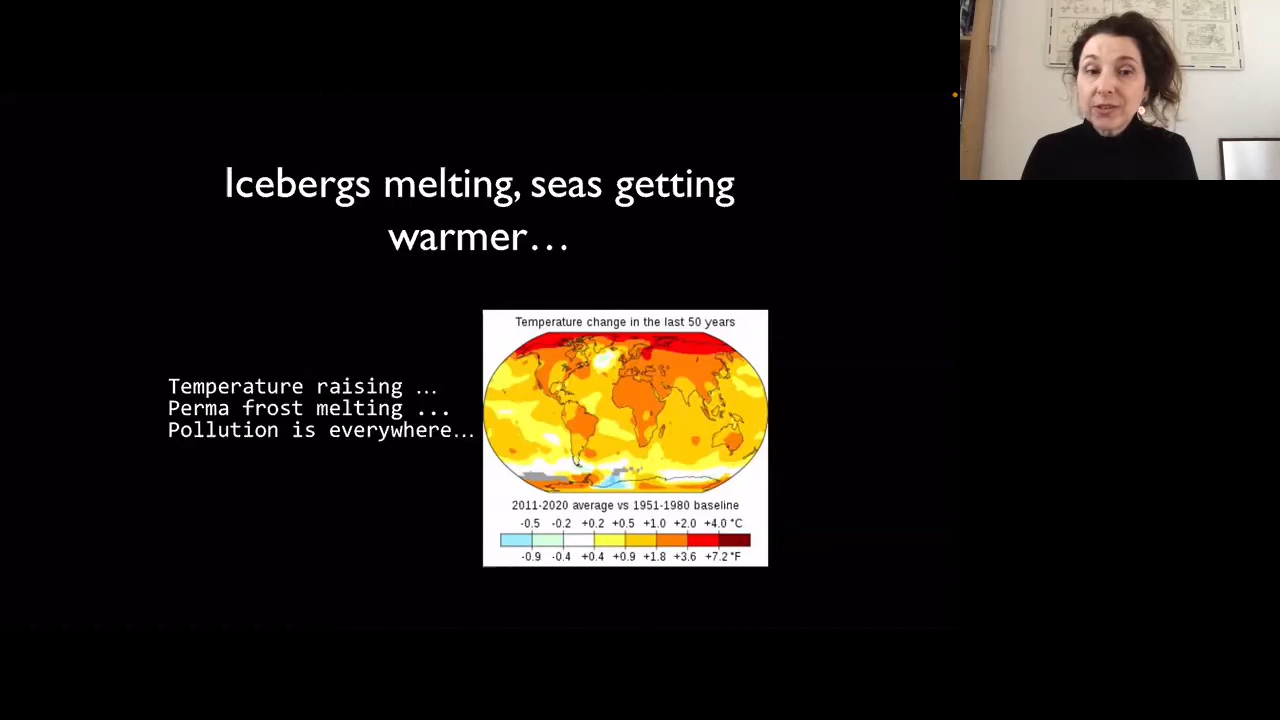 Icebergs melting, seas getting
warmer…
Temperature raising …
Perma frost melting ...
Pollution is everywhere…
Temperature change in the last 50 years
2011-2020 average vs 1951-1980 baseline
-0.5 -0.2 +0.2 +0.5 +1.0 +2.0 +4.0 °C
-0.9 -0.4 +0.4 +0.9 +1.8 +3.6 +7.2 °F